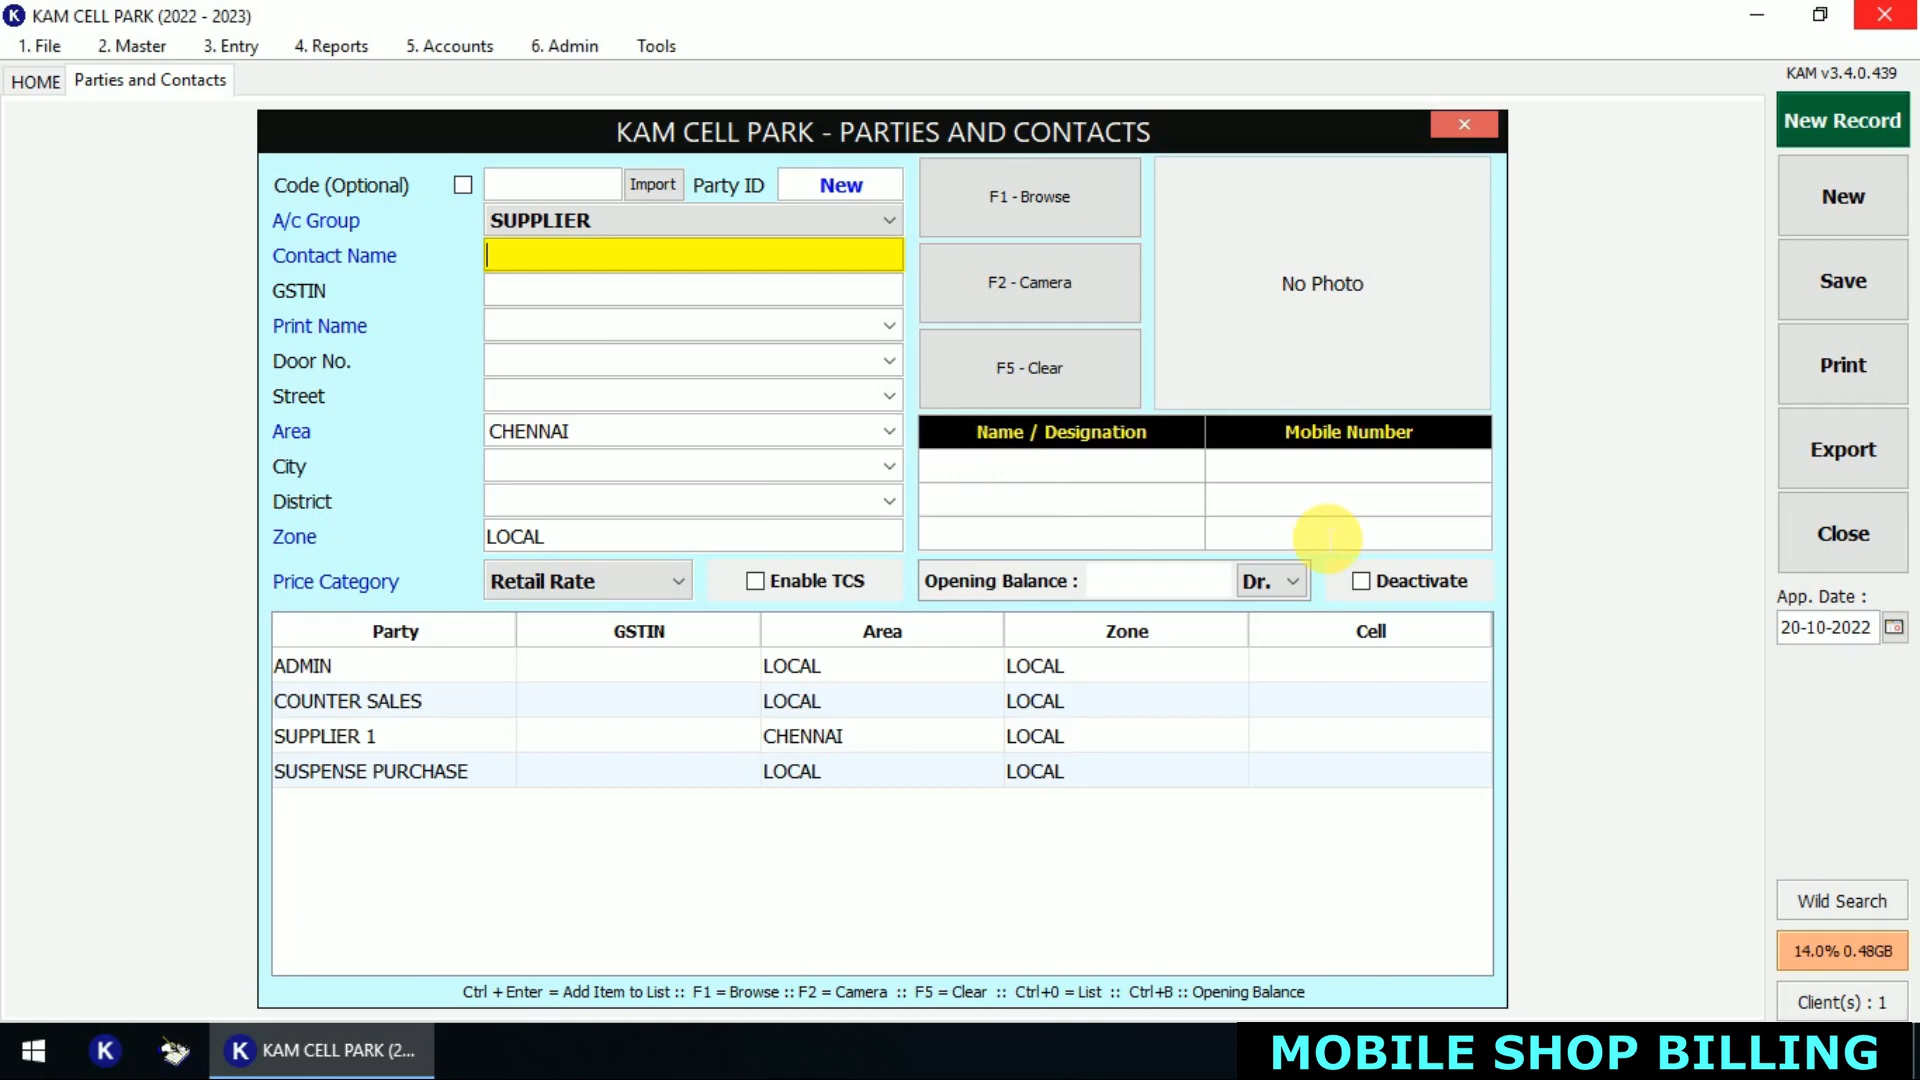 KAM CELL PARK (2022 - 2023)
1. File 2. Master 3. Entry 4. Reports 5. Accounts 6. Admin Tools
HOME Parties and Contacts
KAM v3.4.0.439
KAM CELL PARK - PARTIES AND CONTACTS
Code (Optional) Import Party ID New
A/c Group SUPPLIER
Contact Name
GSTIN
Print Name
Door No.
Street
Area CHENNAI
City
District
Zone LOCAL
Price Category Retail Rate Enable TCS
F1 - Browse
F2 - Camera
F5 - Clear
No Photo
Name / Designation Mobile Number
Opening Balance : Dr. Deactivate
Party GSTIN Area Zone Cell
ADMIN LOCAL LOCAL
COUNTER SALES LOCAL LOCAL
SUPPLIER 1 CHENNAI LOCAL
SUSPENSE PURCHASE LOCAL LOCAL
Ctrl + Enter = Add Item to List :: F1 = Browse :: F2 = Camera :: F5 = Clear :: Ctrl+0 = List :: Ctrl+B :: Opening Balance
New Record
New
Save
Print
Export
Close
App. Date :
20-10-2022
Wild Search
14.0% 0.48GB
Client(s) : 1
KAM CELL PARK (2...
MOBILE SHOP BILLING